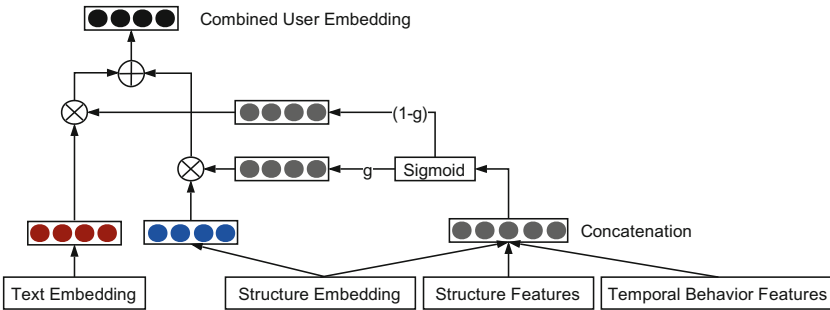 Combined User Embedding
(1-g)
g
Sigmoid
Concatenation
Text Embedding
Structure Embedding
Structure Features
Temporal Behavior Features